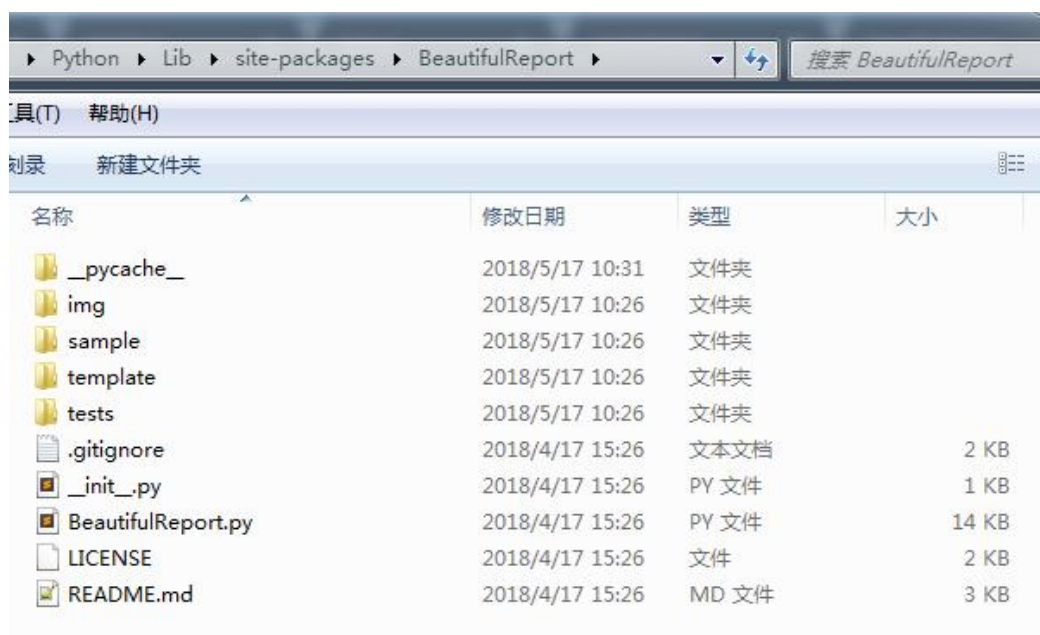 Python Lib site-packages BeautifulReport 搜索 BeautifulReport
工具(T) 帮助(H)
刻录 新建文件夹
名称 修改日期 类型 大小
__pycache__ 2018/5/17 10:31 文件夹
img 2018/5/17 10:26 文件夹
sample 2018/5/17 10:26 文件夹
template 2018/5/17 10:26 文件夹
tests 2018/5/17 10:26 文件夹
.gitignore 2018/4/17 15:26 文本文档 2 KB
__init__.py 2018/4/17 15:26 PY 文件 1 KB
BeautifulReport.py 2018/4/17 15:26 PY 文件 14 KB
LICENSE 2018/4/17 15:26 文件 2 KB
README.md 2018/4/17 15:26 MD 文件 3 KB